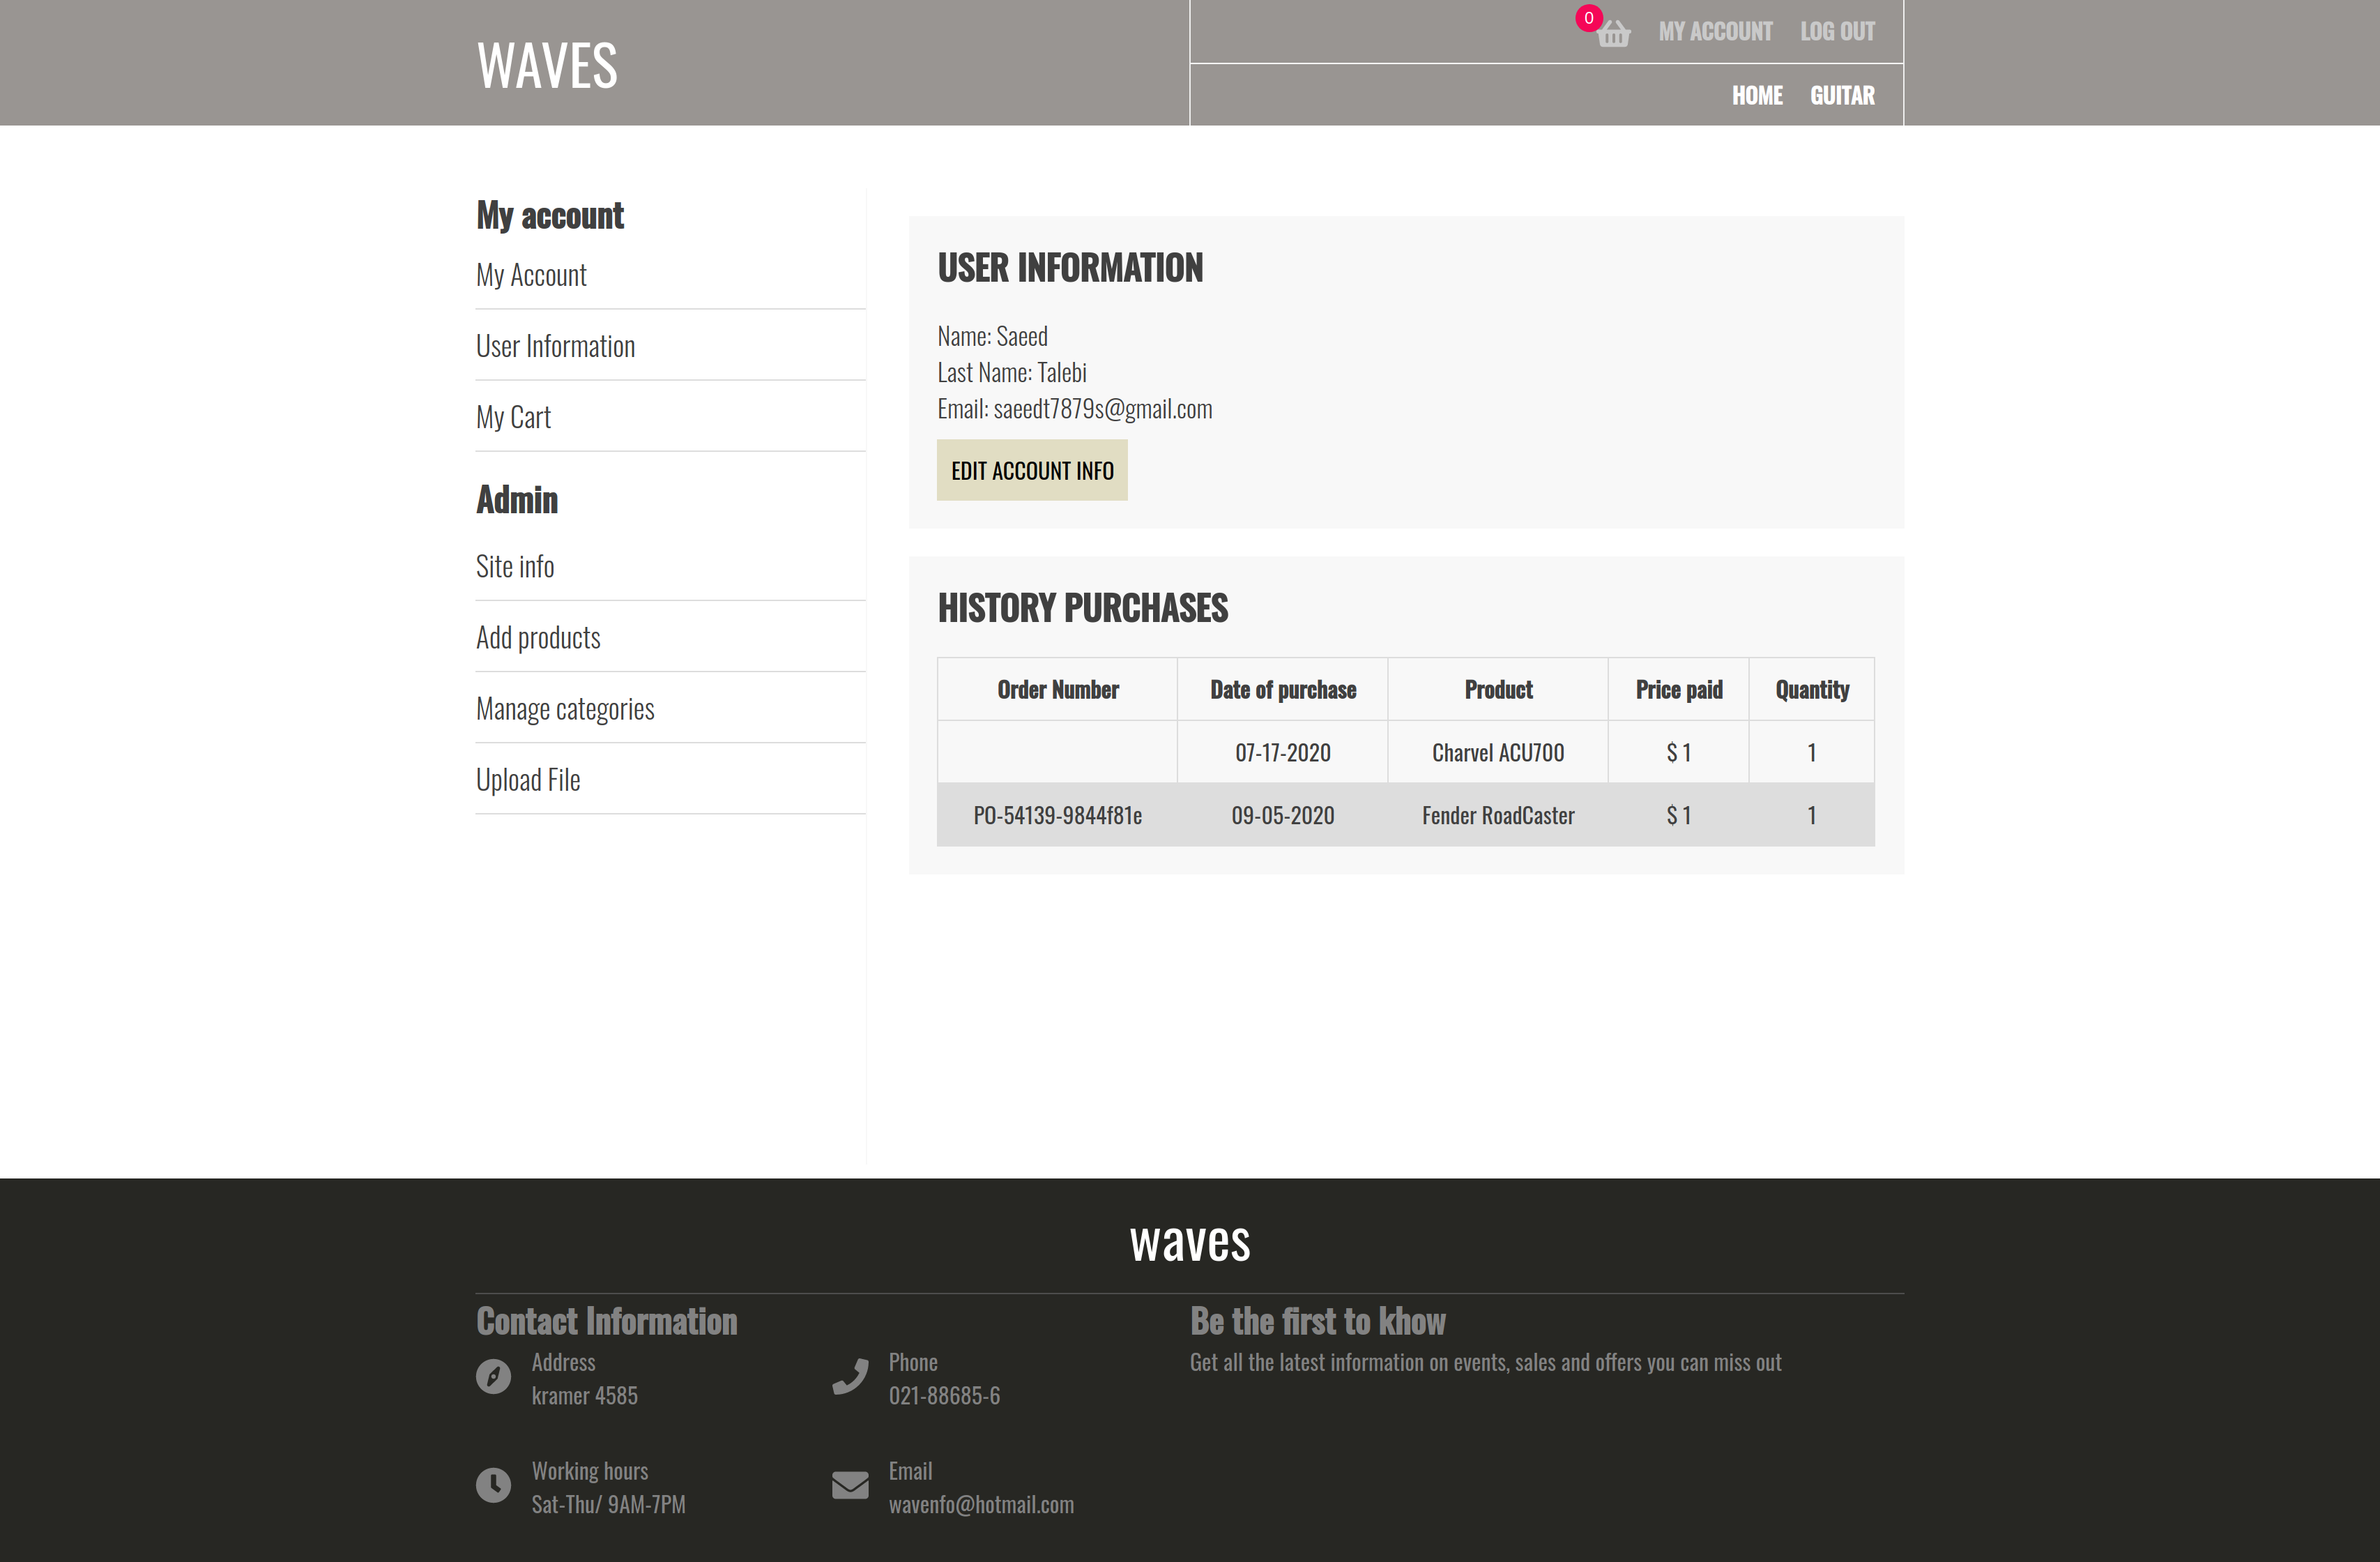 WAVES
0
MY ACCOUNT LOG OUT
HOME GUITAR
My account
My Account
User Information
My Cart
Admin
Site info
Add products
Manage categories
Upload File
USER INFORMATION
Name: Saeed
Last Name: Talebi
Email: saeedt7879s@gmail.com
EDIT ACCOUNT INFO
HISTORY PURCHASES
Order Number Date of purchase Product Price paid Quantity
07-17-2020 Charvel ACU700 $ 1 1
PO-54139-9844f81e 09-05-2020 Fender RoadCaster $ 1 1
waves
Contact Information
Address
kramer 4585
Phone
021-88685-6
Working hours
Sat-Thu/ 9AM-7PM
Email
wavenfo@hotmail.com
Be the first to khow
Get all the latest information on events, sales and offers you can miss out